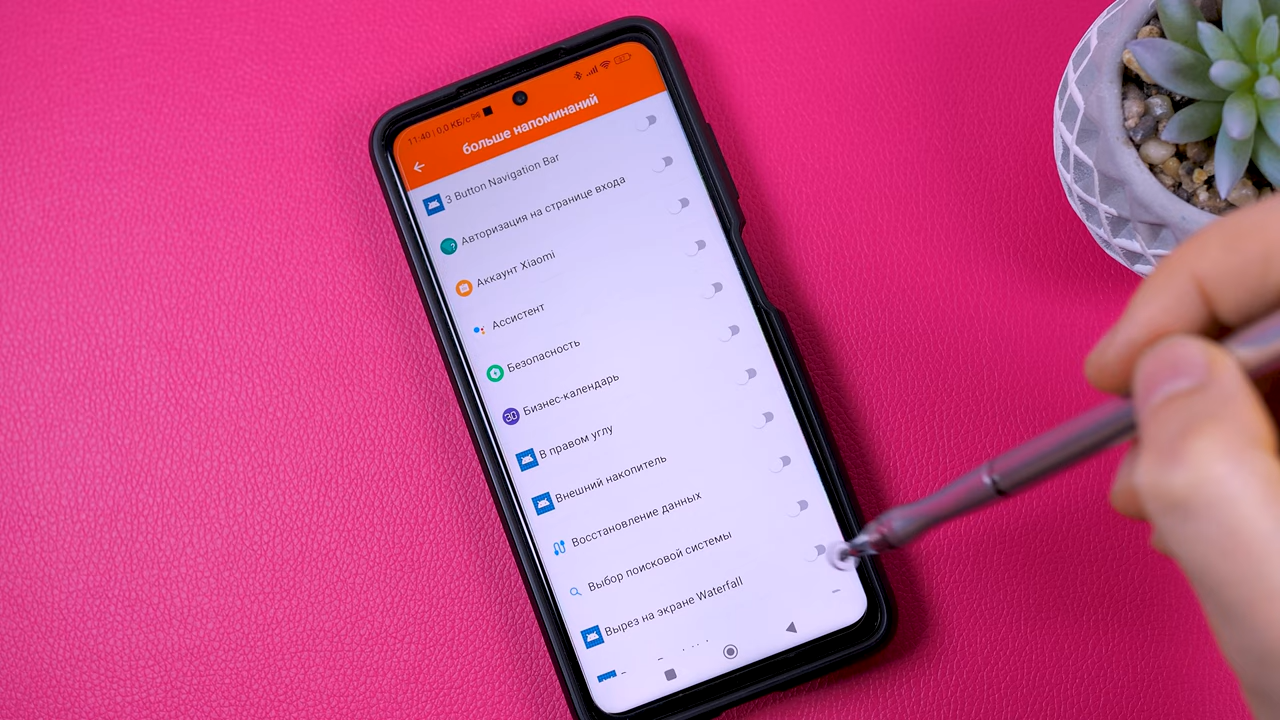 11:40 | 0,0 КБ/с
больше напоминаний
3 Button Navigation Bar
Авторизация на странице входа
Аккаунт Xiaomi
Ассистент
Безопасность
30 Бизнес-календарь
В правом углу
Внешний накопитель
Восстановление данных
Выбор поисковой системы
Вырез на экране Waterfall